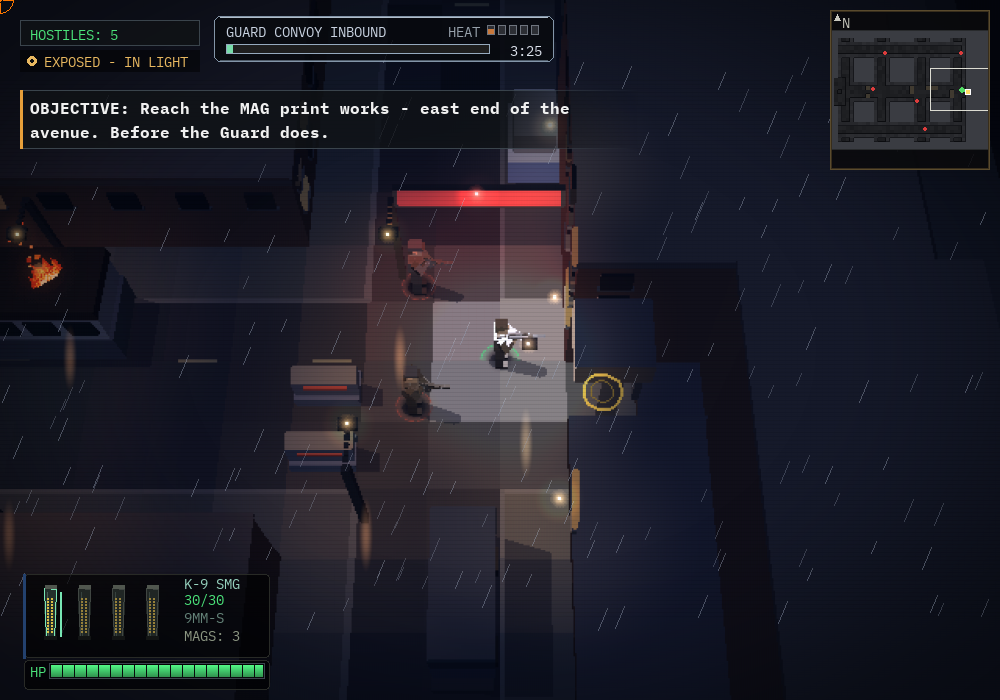 HOSTILES: 5
EXPOSED - IN LIGHT
GUARD CONVOY INBOUND HEAT
3:25
N
OBJECTIVE: Reach the MAG print works - east end of the
avenue. Before the Guard does.
K-9 SMG
30/30
9MM-S
MAGS: 3
HP